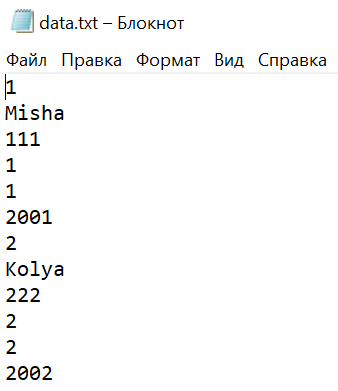 data.txt – Блокнот
Файл Правка Формат Вид Справка
1
Misha
111
1
1
2001
2
Kolya
222
2
2
2002